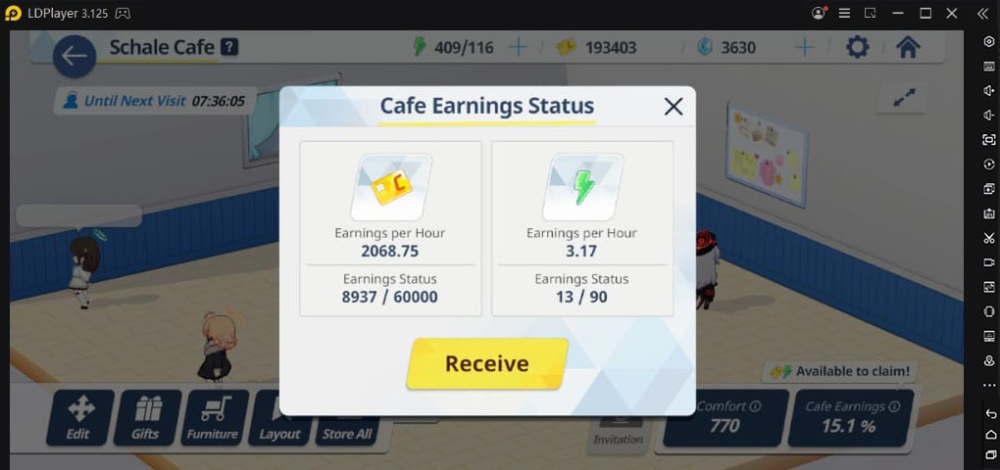 LDPlayer 3.125
Schale Cafe ?
409/116
193403
3630
Until Next Visit 07:36:05
Cafe Earnings Status
Earnings per Hour
2068.75
Earnings Status
8937 / 60000
Earnings per Hour
3.17
Earnings Status
13 / 90
Receive
Available to claim!
Edit
Gifts
Furniture
Layout
Store All
Invitation
Comfort
770
Cafe Earnings
15.1 %